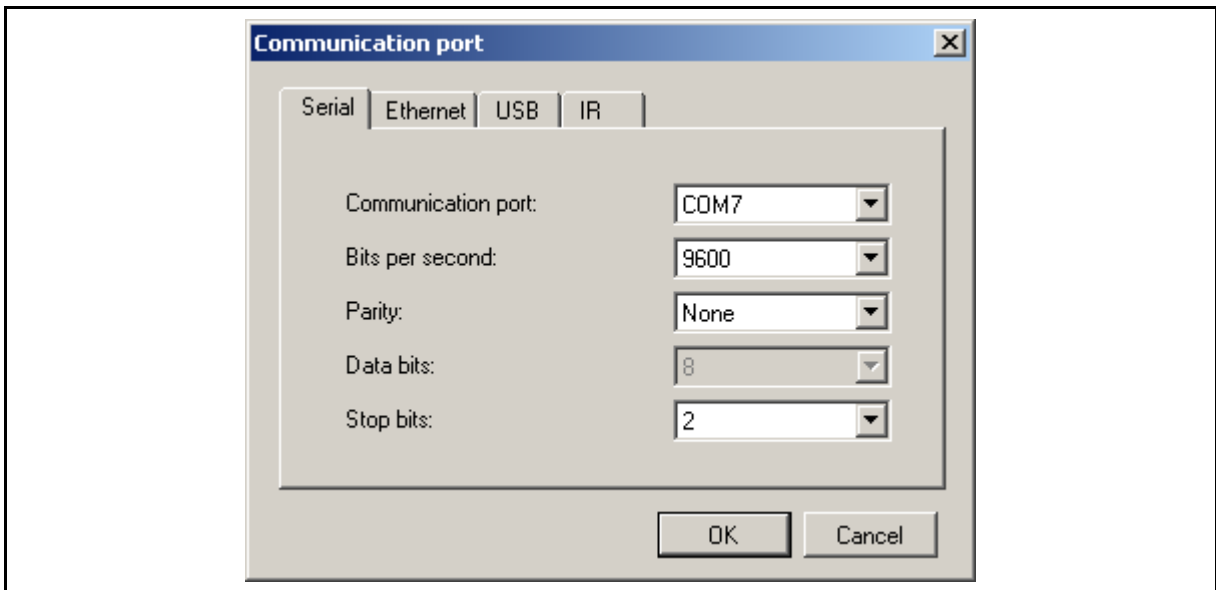 Communication port
Serial Ethernet USB IR
Communication port: COM7
Bits per second: 9600
Parity: None
Data bits: 8
Stop bits: 2
OK Cancel